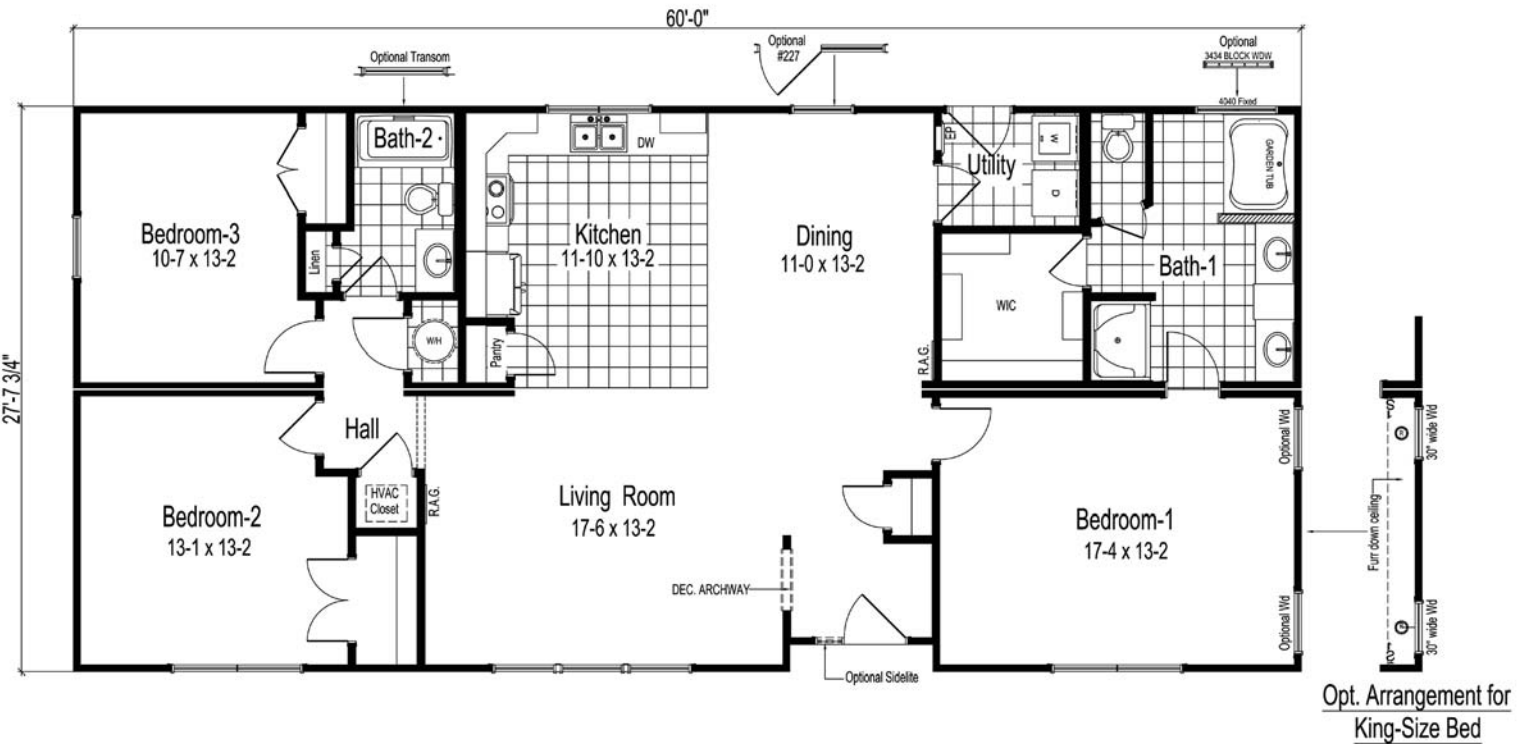 60'-0"
Optional Transom
Optional
#227
Optional
3434 BLOCK WDW
4040 Fixed
27'-7 3/4"
Bedroom-3
10-7 x 13-2
Linen
Bath-2
W/H
DW
Kitchen
11-10 x 13-2
Pantry
Dining
11-0 x 13-2
R.A.G.
EP
Utility
W
D
WIC
Bath-1
GARDEN TUB
Hall
HVAC
Closet
R.A.G.
Bedroom-2
13-1 x 13-2
Living Room
17-6 x 13-2
DEC. ARCHWAY
Optional Sidelite
Bedroom-1
17-4 x 13-2
Optional Wd
Optional Wd
Furr down ceiling
30" wide Wd
30" wide Wd
Opt. Arrangement for
King-Size Bed